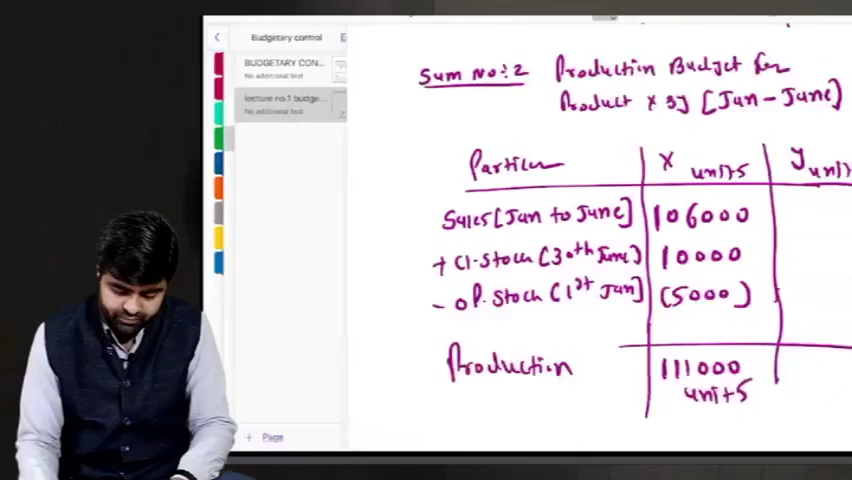 Budgetary control
E
BUDGETARY CON...
No additional text
lecture no.1 budge...
No additional text
Sum No: 2 Production Budget for
Product X & Y [Jan - June]
X units
Y unit
Sales [Jan to June] 106000
+ Cl. Stock (30th June) 10000
- OP. Stock (1st Jan) (5000)
Production 111000
units
+ Page